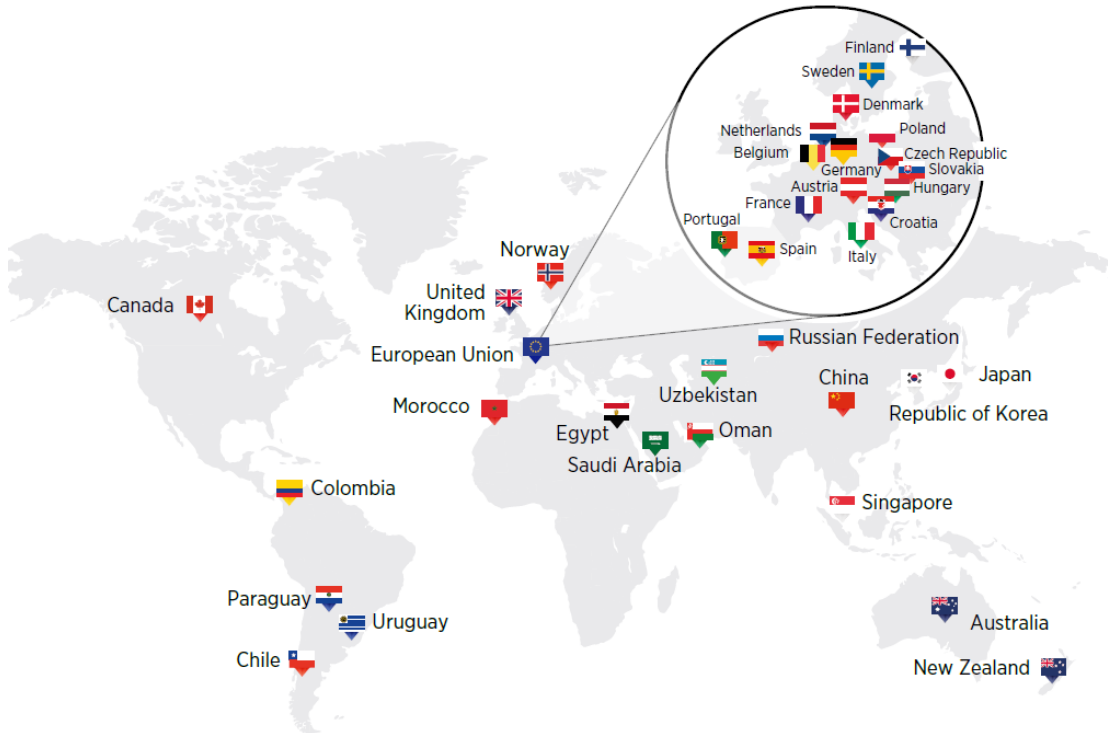 Finland
Sweden
Denmark
Netherlands
Poland
Belgium
Czech Republic
Germany
Slovakia
Austria
Hungary
France
Croatia
Portugal
Spain
Italy
Norway
Canada
United
Kingdom
European Union
Russian Federation
Uzbekistan
China
Japan
Republic of Korea
Morocco
Egypt
Oman
Saudi Arabia
Colombia
Singapore
Paraguay
Uruguay
Australia
Chile
New Zealand